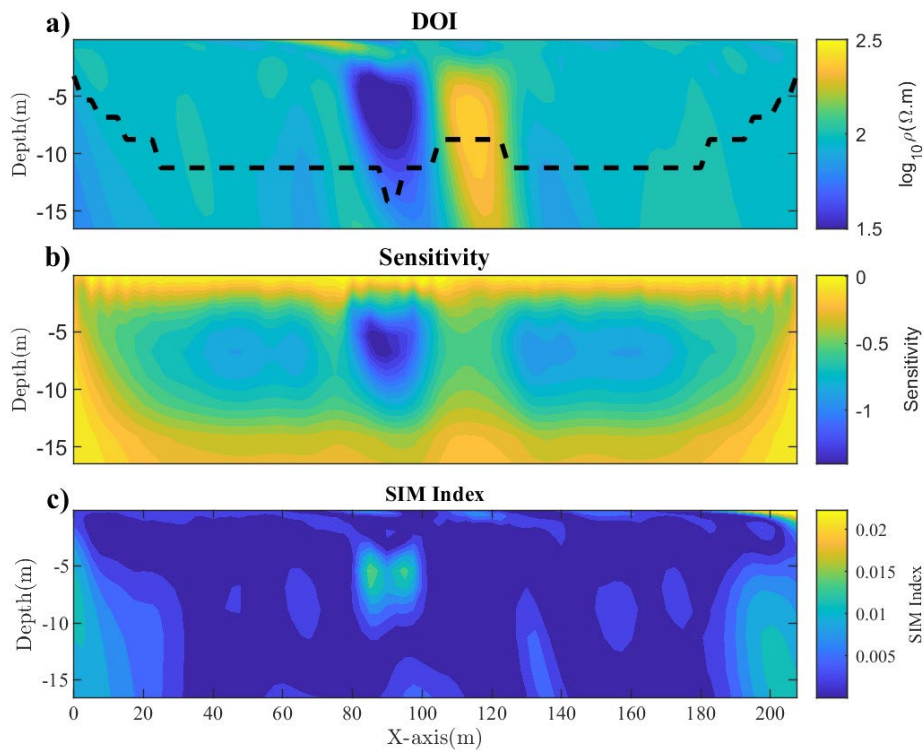 a)
DOI
2.5
2
1.5
log10 ρ(Ω.m)
-5
-10
-15
Depth(m)
b)
Sensitivity
0
-0.5
-1
Sensitivity
-5
-10
-15
Depth(m)
c)
SIM Index
0.02
0.015
0.01
0.005
SIM Index
-5
-10
-15
Depth(m)
0 20 40 60 80 100 120 140 160 180 200
X-axis(m)